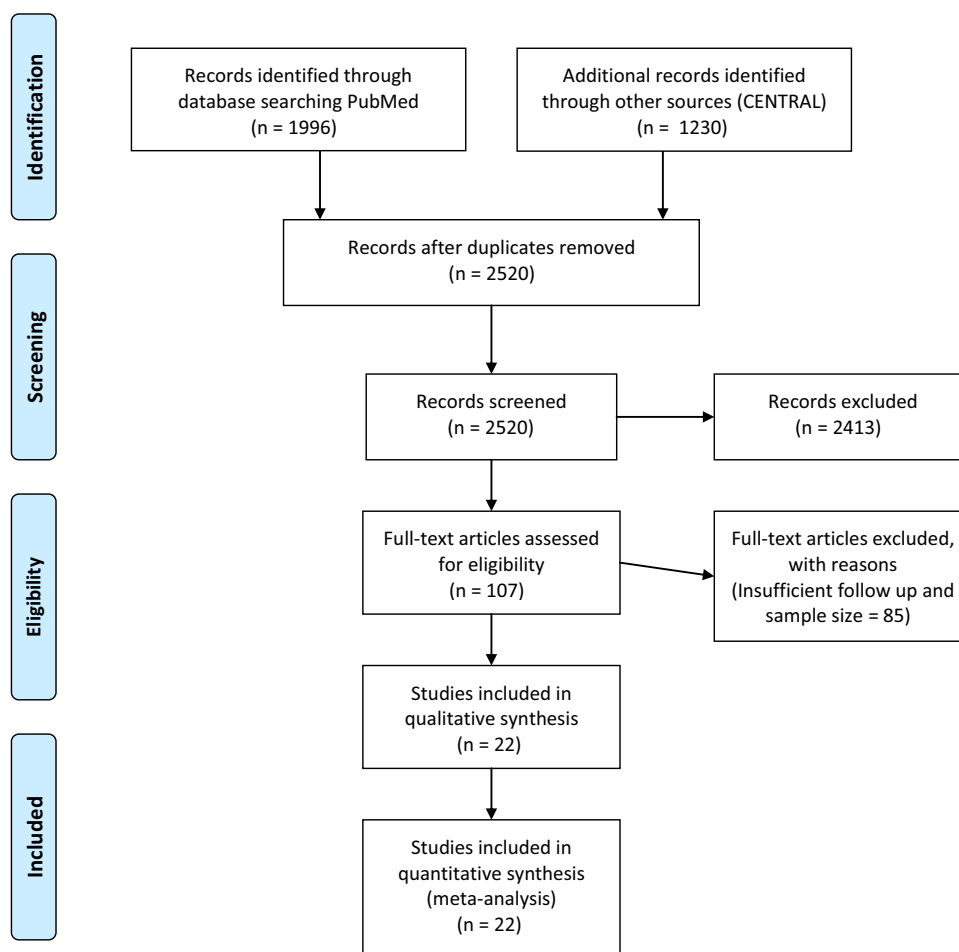 Identification
Records identified through
database searching PubMed
(n = 1996)
Additional records identified
through other sources (CENTRAL)
(n = 1230)
Screening
Records after duplicates removed
(n = 2520)
Records screened
(n = 2520)
Records excluded
(n = 2413)
Eligibility
Full-text articles assessed
for eligibility
(n = 107)
Full-text articles excluded,
with reasons
(Insufficient follow up and
sample size = 85)
Studies included in
qualitative synthesis
(n = 22)
Included
Studies included in
quantitative synthesis
(meta-analysis)
(n = 22)